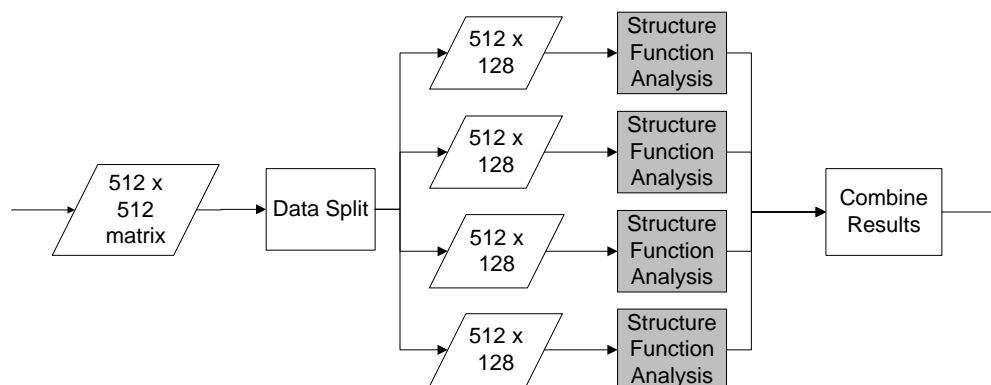 512 x
512
matrix
Data Split
512 x
128
Structure
Function
Analysis
512 x
128
Structure
Function
Analysis
512 x
128
Structure
Function
Analysis
512 x
128
Structure
Function
Analysis
Combine
Results